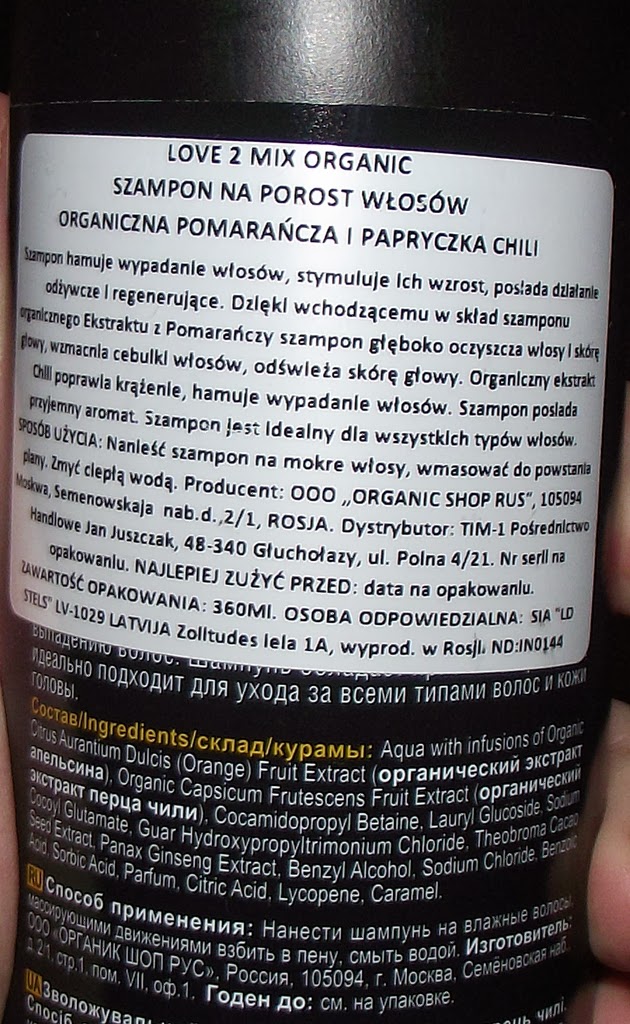 LOVE 2 MIX ORGANIC
SZAMPON NA POROST WŁOSÓW
ORGANICZNA POMARAŃCZA I PAPRYCZKA CHILI
Szampon hamuje wypadanie włosów, stymuluje ich wzrost, posiada działanie
odżywcze i regenerujące. Dzięki wchodzącemu w skład szamponu
organicznego Ekstraktu z Pomarańczy szampon głęboko oczyszcza włosy i skórę
głowy, wzmacnia cebulki włosów, odświeża skórę głowy. Organiczny ekstrakt
Chili poprawia krążenie, hamuje wypadanie włosów. Szampon posiada
przyjemny aromat. Szampon jest idealny dla wszystkich typów włosów.
SPOSÓB UŻYCIA: Nanieść szampon na mokre włosy, wmasować do powstania
piany. Zmyć ciepłą wodą. Producent: OOO „ORGANIC SHOP RUS”, 105094
Moskwa, Semenowskaja nab.d.,2/1, ROSJA. Dystrybutor: TIM-1 Pośrednictwo
Handlowe Jan Juszczak, 48-340 Głuchołazy, ul. Polna 4/21. Nr serii na
opakowaniu. NAJLEPIEJ ZUŻYĆ PRZED: data na opakowaniu.
ZAWARTOŚĆ OPAKOWANIA: 360Ml. OSOBA ODPOWIEDZIALNA: SIA "LD
STELS" LV-1029 LATVIJA Zolitudes iela 1A, wyprod. w Rosji. ND:IN0144
выпадению волос. Шампунь
идеально подходит для ухода за всеми типами волос и кожи
головы.
Состав/Ingredients/склад/курамы: Aqua with infusions of Organic
Citrus Aurantium Dulcis (Orange) Fruit Extract (органический экстракт
апельсина), Organic Capsicum Frutescens Fruit Extract (органический
экстракт перца чили), Cocamidopropyl Betaine, Lauryl Glucoside, Sodium
Cocoyl Glutamate, Guar Hydroxypropyltrimonium Chloride, Theobroma Cacao
Seed Extract, Panax Ginseng Extract, Benzyl Alcohol, Sodium Chloride, Benzoic
Acid, Sorbic Acid, Parfum, Citric Acid, Lycopene, Caramel.
RU Способ применения: Нанести шампунь на влажные волосы,
массирующими движениями взбить в пену, смыть водой. Изготовитель:
ООО «ОРГАНИК ШОП РУС», Россия, 105094, г. Москва, Семёновская наб.,
д.2/1, стр.1, пом. VII, оф.1. Годен до: см. на упаковке.
UA Зволожувал
Спосіб чилі.